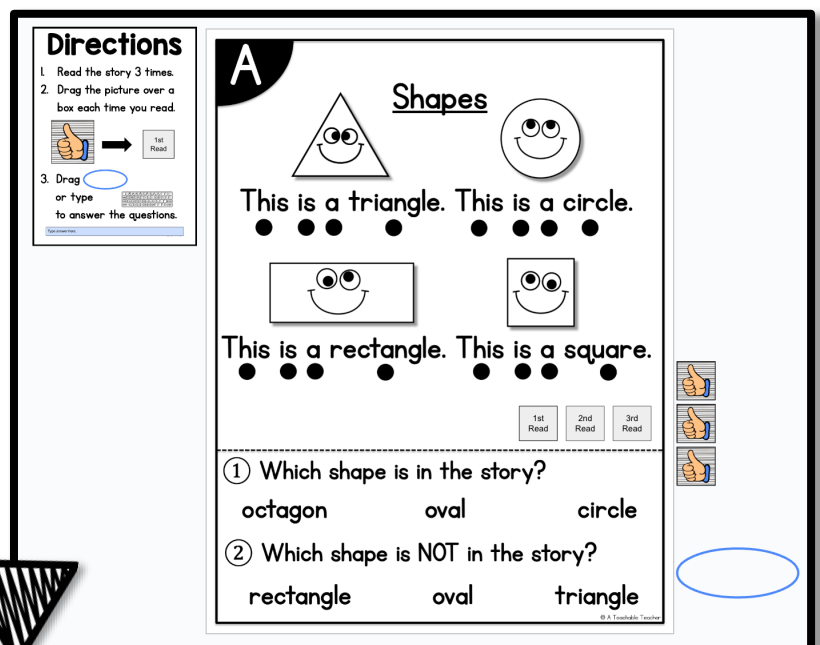 Directions
1. Read the story 3 times.
2. Drag the picture over a
box each time you read.
1st
Read
3. Drag
or type
to answer the questions.
Type answer here:
A
Shapes
This is a triangle. This is a circle.
This is a rectangle. This is a square.
1st
Read
2nd
Read
3rd
Read
1 Which shape is in the story?
octagon oval circle
2 Which shape is NOT in the story?
rectangle oval triangle
© A Teachable Teacher